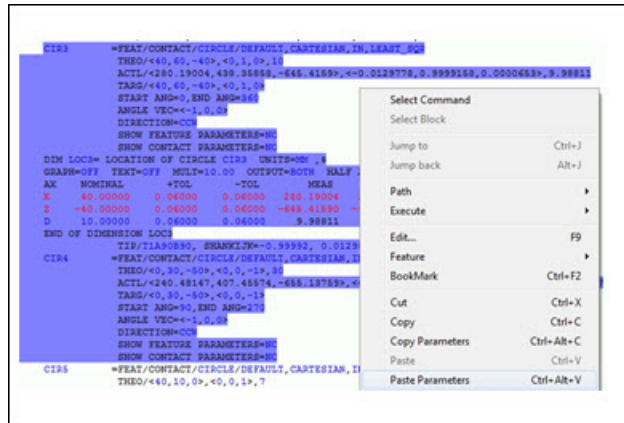 CIR3 =FEAT/CONTACT/CIRCLE/DEFAULT,CARTESIAN,IN,LEAST_SQR
THEO/<40,60,-40>,<0,1,0>,10
ACTL/<280.19004,438.35858,-645.4159>,<-0.0129778,0.9999158,0.0000653>,9.98811
TARG/<40,60,-40>,<0,1,0>
START ANG=0,END ANG=360
ANGLE VEC=<-1,0,0>
DIRECTION=CCW
SHOW FEATURE PARAMETERS=NO
SHOW CONTACT PARAMETERS=NO
DIM LOC3= LOCATION OF CIRCLE CIR3 UNITS=MM ,$
GRAPH=OFF TEXT=OFF MULT=10.00 OUTPUT=BOTH HALF
AX NOMINAL +TOL -TOL MEAS
X 40.00000 0.06000 0.06000 280.19004
Z -40.00000 0.06000 0.06000 -645.41590
D 10.00000 0.06000 0.06000 9.98811
END OF DIMENSION LOC3
TIP/T1A90B90, SHANKIJK=-0.99992, 0.0129
CIR4 =FEAT/CONTACT/CIRCLE/DEFAULT,CARTESIAN,IN
THEO/<0,30,-50>,<0,0,-1>,30
ACTL/<240.48147,407.45574,-655.13759>,<
TARG/<0,30,-50>,<0,0,-1>
START ANG=90,END ANG=270
ANGLE VEC=<-1,0,0>
DIRECTION=CCW
SHOW FEATURE PARAMETERS=NO
SHOW CONTACT PARAMETERS=NO
CIR5 =FEAT/CONTACT/CIRCLE/DEFAULT,CARTESIAN,IN
THEO/<40,10,0>,<0,0,1>,7
Select Command
Select Block
Jump to Ctrl+J
Jump back Alt+J
Path
Execute
Edit... F9
Feature
BookMark Ctrl+F2
Cut Ctrl+X
Copy Ctrl+C
Copy Parameters Ctrl+Alt+C
Paste Ctrl+V
Paste Parameters Ctrl+Alt+V